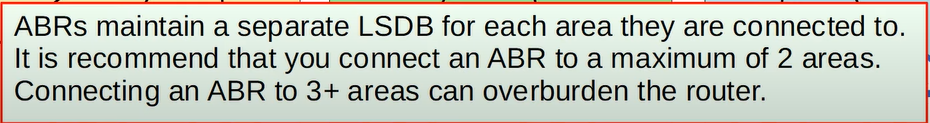 ABRs maintain a separate LSDB for each area they are connected to.
It is recommend that you connect an ABR to a maximum of 2 areas.
Connecting an ABR to 3+ areas can overburden the router.